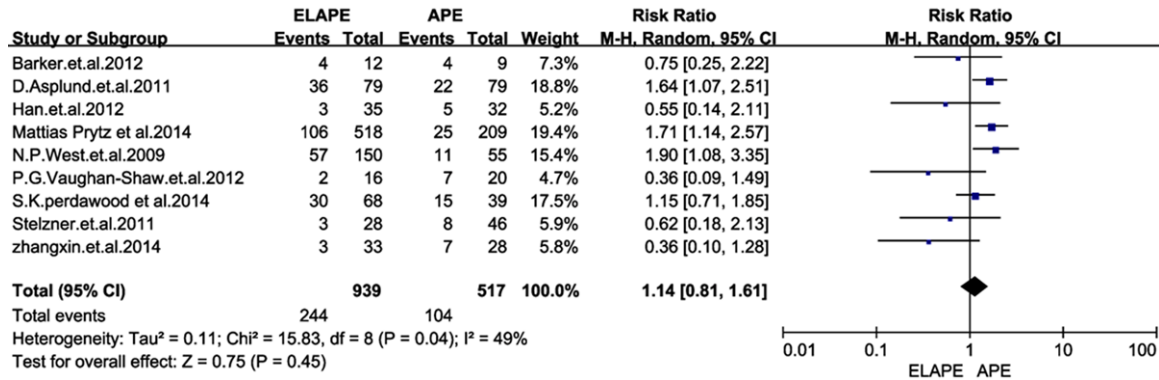 ELAPE APE Risk Ratio Risk Ratio
Study or Subgroup Events Total Events Total Weight M-H, Random, 95% CI M-H, Random, 95% CI
Barker.et.al.2012 4 12 4 9 7.3% 0.75 [0.25, 2.22]
D.Asplund.et.al.2011 36 79 22 79 18.8% 1.64 [1.07, 2.51]
Han.et.al.2012 3 35 5 32 5.2% 0.55 [0.14, 2.11]
Mattias Prytz et al.2014 106 518 25 209 19.4% 1.71 [1.14, 2.57]
N.P.West.et.al.2009 57 150 11 55 15.4% 1.90 [1.08, 3.35]
P.G.Vaughan-Shaw.et.al.2012 2 16 7 20 4.7% 0.36 [0.09, 1.49]
S.K.perdawood et al.2014 30 68 15 39 17.5% 1.15 [0.71, 1.85]
Stelzner.et.al.2011 3 28 8 46 5.9% 0.62 [0.18, 2.13]
zhangxin.et.al.2014 3 33 7 28 5.8% 0.36 [0.10, 1.28]
Total (95% CI) 939 517 100.0% 1.14 [0.81, 1.61]
Total events 244 104
Heterogeneity: Tau² = 0.11; Chi² = 15.83, df = 8 (P = 0.04); I² = 49%
Test for overall effect: Z = 0.75 (P = 0.45)
0.01 0.1 1 10 100
ELAPE APE